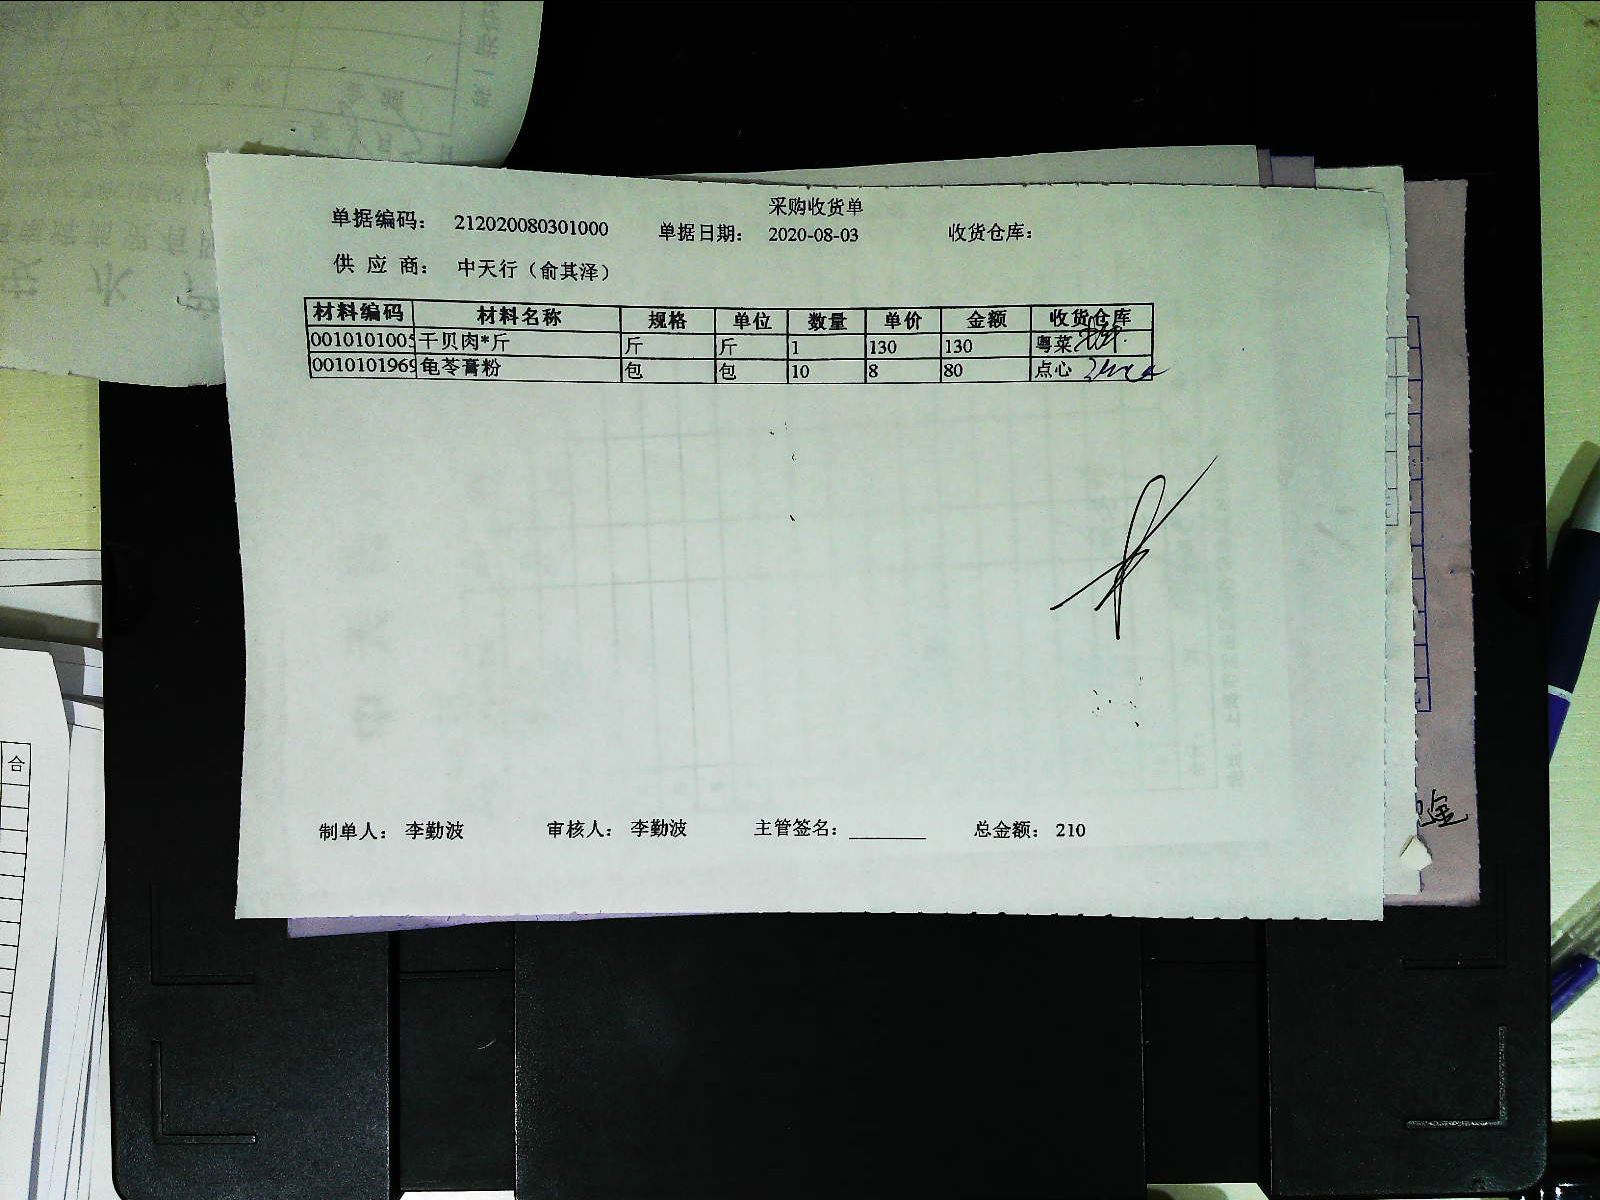 采购收货单
单据编码： 212020080301000 单据日期： 2020-08-03 收货仓库：
供 应 商： 中天行（俞其泽）
材料编码 材料名称 规格 单位 数量 单价 金额 收货仓库
0010101005 干贝肉*斤 斤 斤 1 130 130 粤菜
0010101969 龟苓膏粉 包 包 10 8 80 点心
制单人： 李勤波 审核人： 李勤波 主管签名：________ 总金额： 210
合